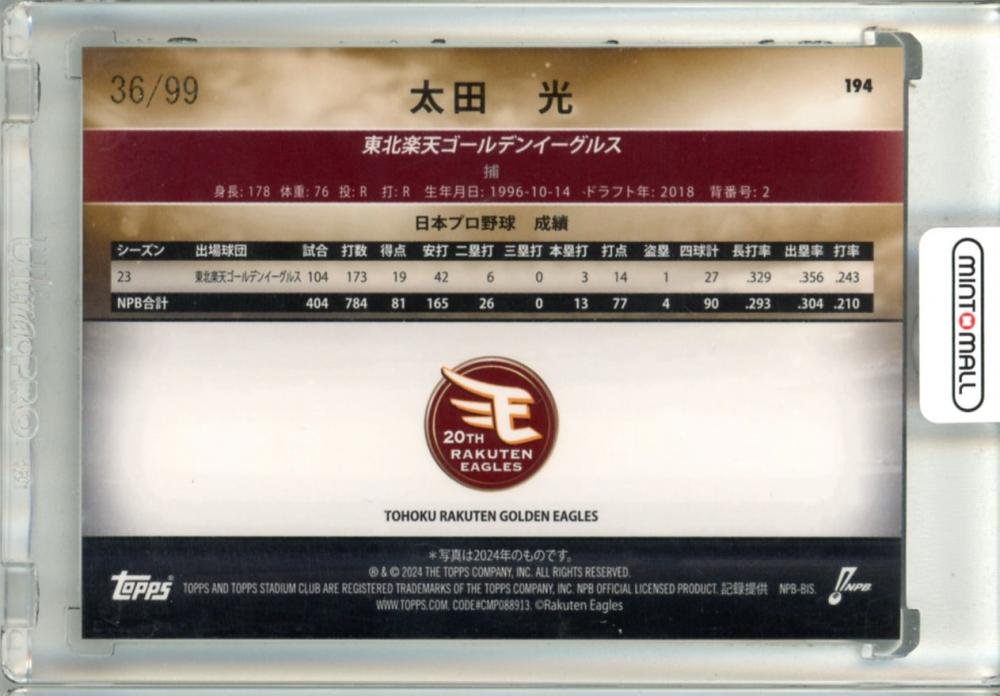 36/99
太田 光
194
東北楽天ゴールデンイーグルス
捕
身長: 178 体重: 76 投: R 打: R 生年月日: 1996-10-14 ドラフト年: 2018 背番号: 2
日本プロ野球 成績
シーズン 出場球団 試合 打数 得点 安打 二塁打 三塁打 本塁打 打点 盗塁 四球計 長打率 出塁率 打率
23 東北楽天ゴールデンイーグルス 104 173 19 42 6 0 3 14 1 27 .329 .356 .243
NPB合計 404 784 81 165 26 0 13 77 4 90 .293 .304 .210
20TH
RAKUTEN
EAGLES
TOHOKU RAKUTEN GOLDEN EAGLES
＊写真は2024年のものです。
® & © 2024 THE TOPPS COMPANY, INC. ALL RIGHTS RESERVED.
topps® TOPPS AND TOPPS STADIUM CLUB ARE REGISTERED TRADEMARKS OF THE TOPPS COMPANY, INC. NPB OFFICIAL LICENSED PRODUCT. 記録提供 NPB-BIS. NPB
WWW.TOPPS.COM. CODE#CMP088913. ©Rakuten Eagles
MINT MALL
ULTRA PRO